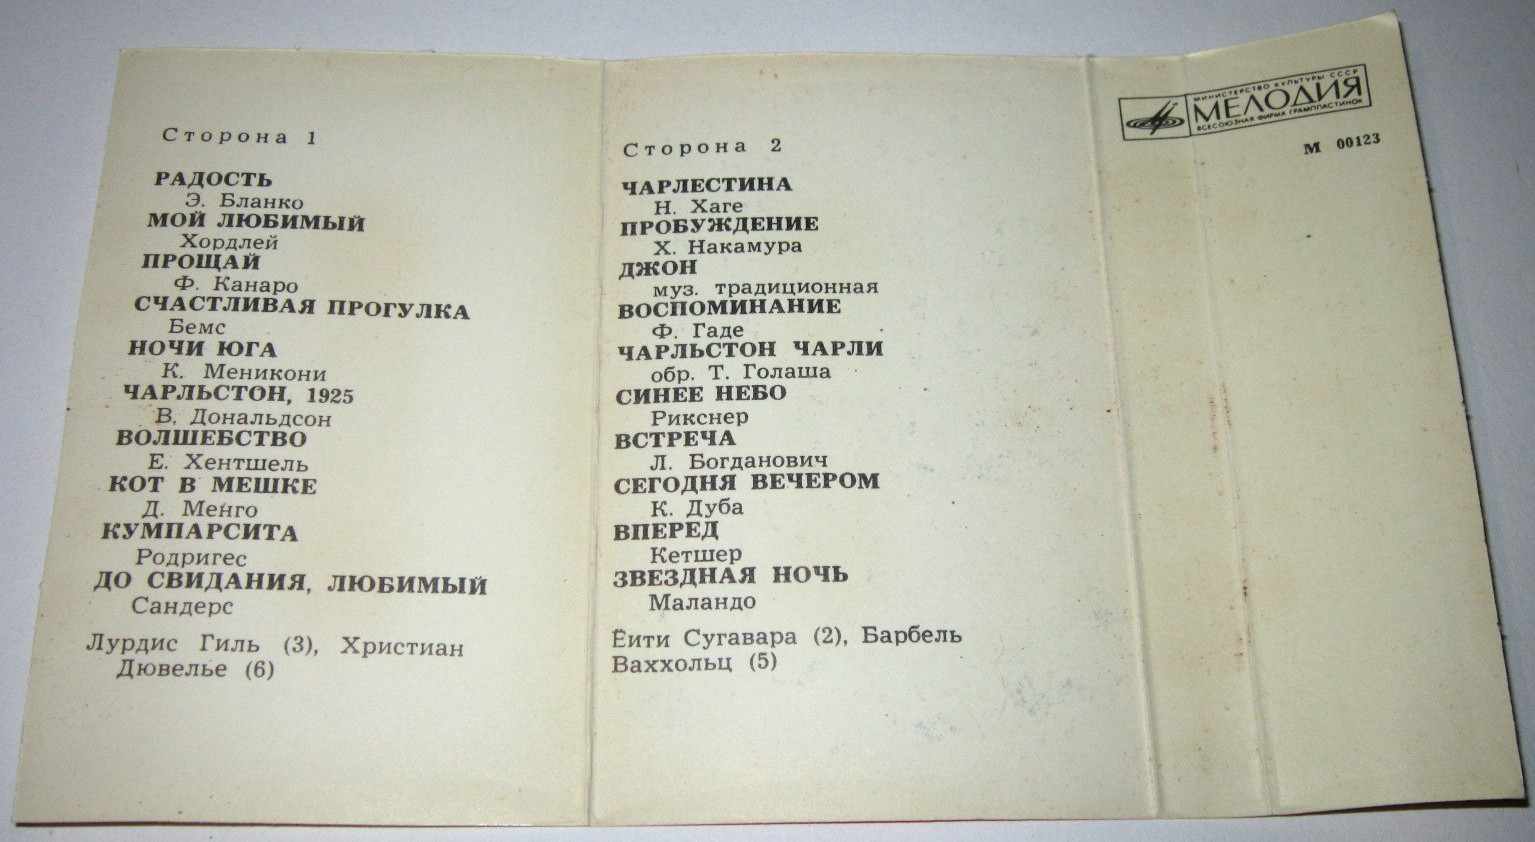 Сторона 1
РАДОСТЬ
Э. Бланко
МОЙ ЛЮБИМЫЙ
Хордлей
ПРОЩАЙ
Ф. Канаро
СЧАСТЛИВАЯ ПРОГУЛКА
Бемс
НОЧИ ЮГА
К. Меникони
ЧАРЛЬСТОН, 1925
В. Дональдсон
ВОЛШЕБСТВО
Е. Хентшель
КОТ В МЕШКЕ
Д. Менго
КУМПАРСИТА
Родригес
ДО СВИДАНИЯ, ЛЮБИМЫЙ
Сандерс
Лурдис Гиль (3), Христиан
Дювелье (6)
Сторона 2
ЧАРЛЕСТИНА
Н. Хаге
ПРОБУЖДЕНИЕ
Х. Накамура
ДЖОН
муз. традиционная
ВОСПОМИНАНИЕ
Ф. Гаде
ЧАРЛЬСТОН ЧАРЛИ
обр. Т. Голаша
СИНЕЕ НЕБО
Рикснер
ВСТРЕЧА
Л. Богданович
СЕГОДНЯ ВЕЧЕРОМ
К. Дуба
ВПЕРЕД
Кетшер
ЗВЕЗДНАЯ НОЧЬ
Маландо
Ёити Сугавара (2), Барбель
Ваххольц (5)
МИНИСТЕРСТВО КУЛЬТУРЫ СССР
МЕЛОДИЯ
ВСЕСОЮЗНАЯ ФИРМА ГРАМПЛАСТИНОК
М 00123